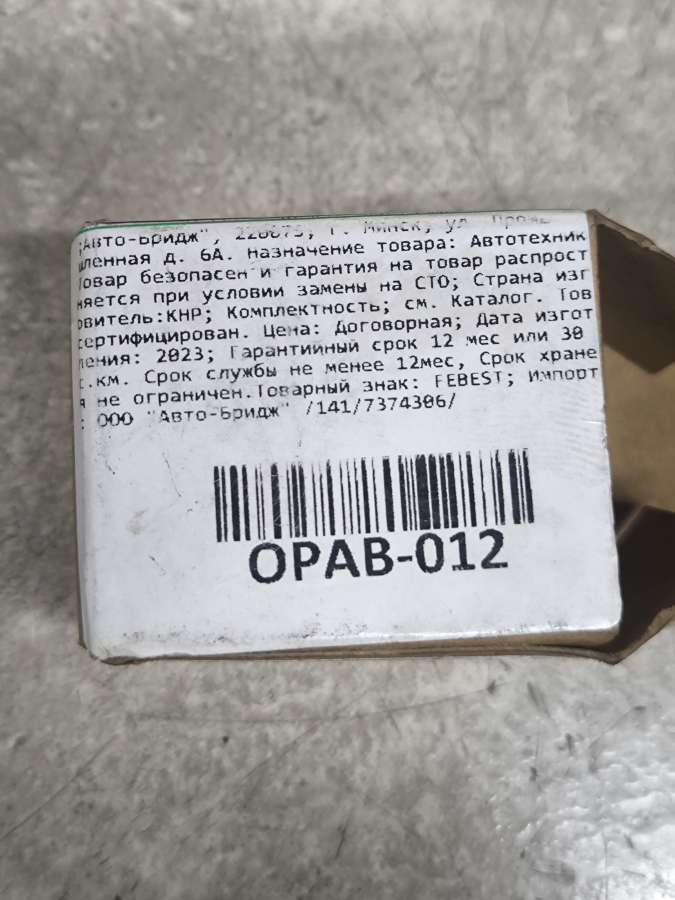 ;Авто-Бридж", 220075, г. Минск, ул. Пром
ленная д. 6А. Назначение товара: Автотехник
Товар безопасен и гарантия на товар распрост
няется при условии замены на СТО; Страна изг
овитель:КНР; Комплектность; см. Каталог. Тов
сертифицирован. Цена: Договорная; Дата изгот
ления: 2023; Гарантийный срок 12 мес или 30
с.км. Срок службы не менее 12мес, Срок хране
я не ограничен.Товарный знак: FEBEST; Импорт
: ООО "Авто-Бридж" /141/7374306/
OPAB-012